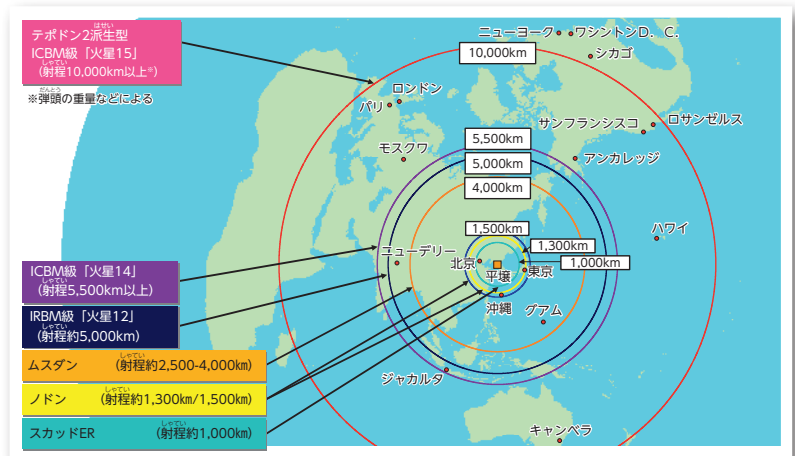 テポドン2派生型
はせい
ICBM級「火星15」
しゃてい
(射程10,000km以上※)
だんとう
※弾頭の重量などによる
ニューヨーク
ワシントンD．C．
シカゴ
10,000km
ロンドン
パリ
サンフランシスコ
ロサンゼルス
5,500km
モスクワ
アンカレッジ
5,000km
4,000km
1,500km
ハワイ
1,300km
ニューデリー
北京
1,000km
平壌
東京
ICBM級「火星14」
しゃてい
(射程5,500km以上)
沖縄
グアム
IRBM級「火星12」
しゃてい
(射程約5,000km)
しゃてい
ムスダン (射程約2,500-4,000㎞)
ジャカルタ
しゃてい
ノドン (射程約1,300㎞/1,500㎞)
しゃてい
スカッドER (射程約1,000㎞)
キャンベラ